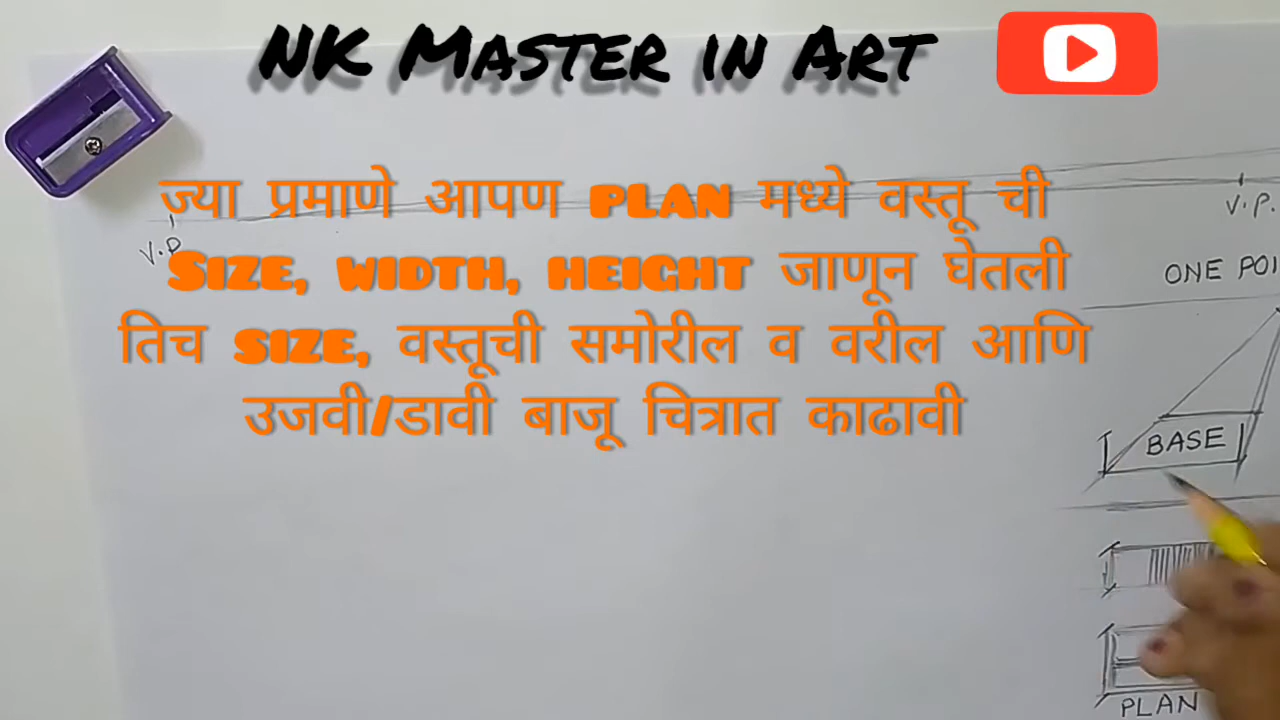 NK MASTER IN ART
ज्या प्रमाणे आपण PLAN मध्ये वस्तू ची
SIZE, WIDTH, HEIGHT जाणून घेतली
तिच SIZE, वस्तूची समोरील व वरील आणि
उजवी/डावी बाजू चित्रात काढावी
V.P.
V.P.
ONE POI
BASE
PLAN